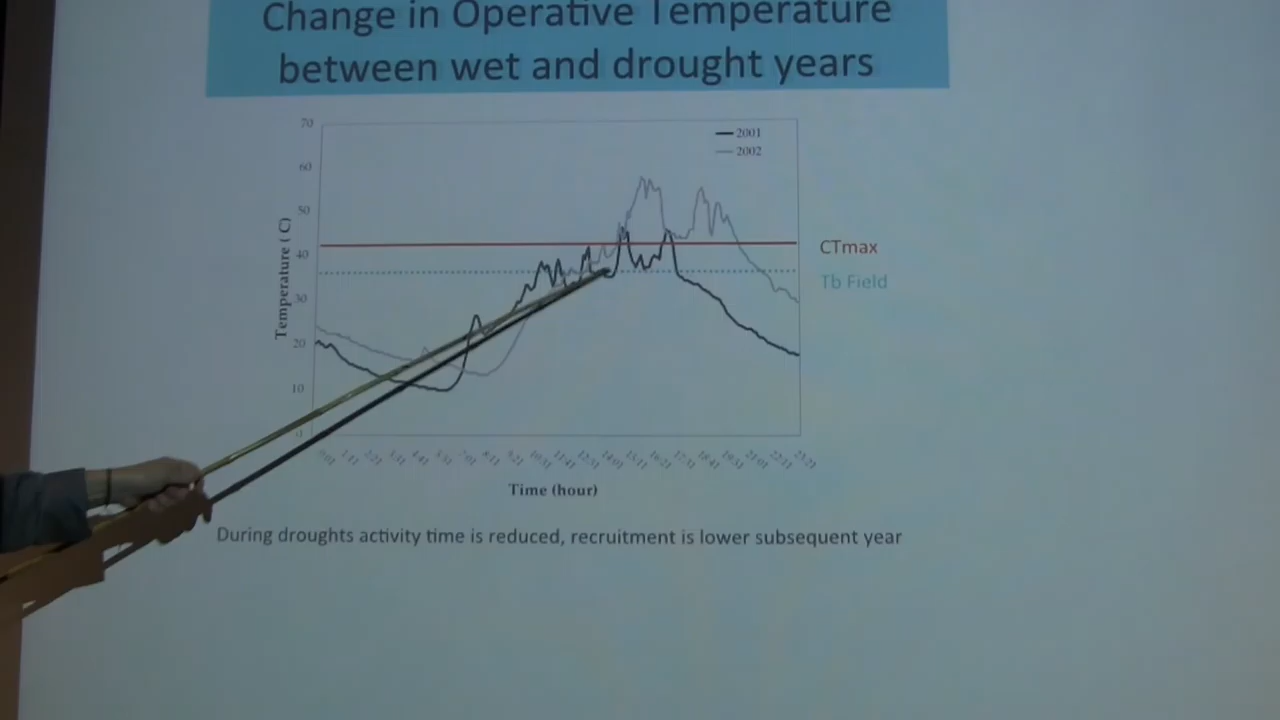 Change in Operative Temperature
between wet and drought years
70
60
50
40
30
20
10
Temperature ( C)
2001
2002
CTmax
Tb Field
Time (hour)
During droughts activity time is reduced, recruitment is lower subsequent year